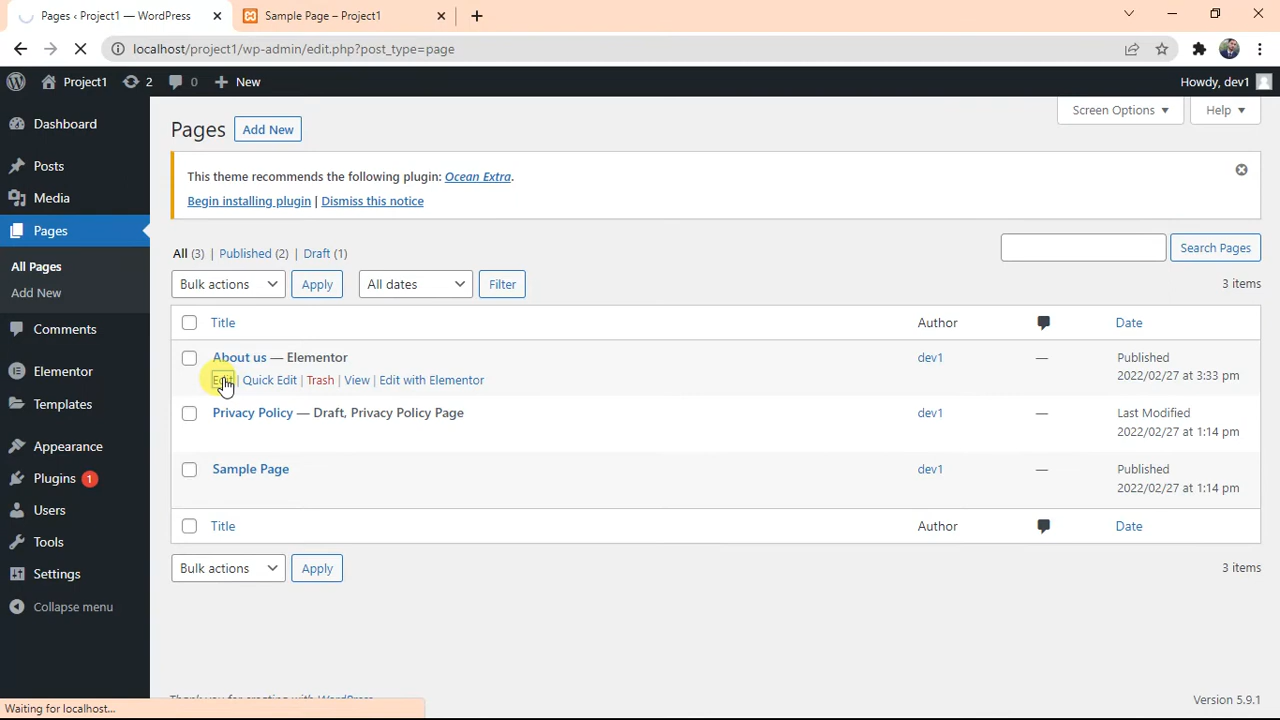 Pages ‹ Project1 — WordPress
Sample Page – Project1
localhost/project1/wp-admin/edit.php?post_type=page
Project1
2
0
New
Howdy, dev1
Dashboard
Posts
Media
Pages
All Pages
Add New
Comments
Elementor
Templates
Appearance
Plugins 1
Users
Tools
Settings
Collapse menu
Screen Options
Help
Pages
Add New
This theme recommends the following plugin: Ocean Extra.
Begin installing plugin | Dismiss this notice
All (3) | Published (2) | Draft (1)
Search Pages
Bulk actions
Apply
All dates
Filter
3 items
Title
Author
Date
About us — Elementor
dev1
—
Published
2022/02/27 at 3:33 pm
Edit | Quick Edit | Trash | View | Edit with Elementor
Privacy Policy — Draft, Privacy Policy Page
dev1
—
Last Modified
2022/02/27 at 1:14 pm
Sample Page
dev1
—
Published
2022/02/27 at 1:14 pm
Title
Author
Date
Bulk actions
Apply
3 items
Thank you for creating with WordPress.
Version 5.9.1
Waiting for localhost...